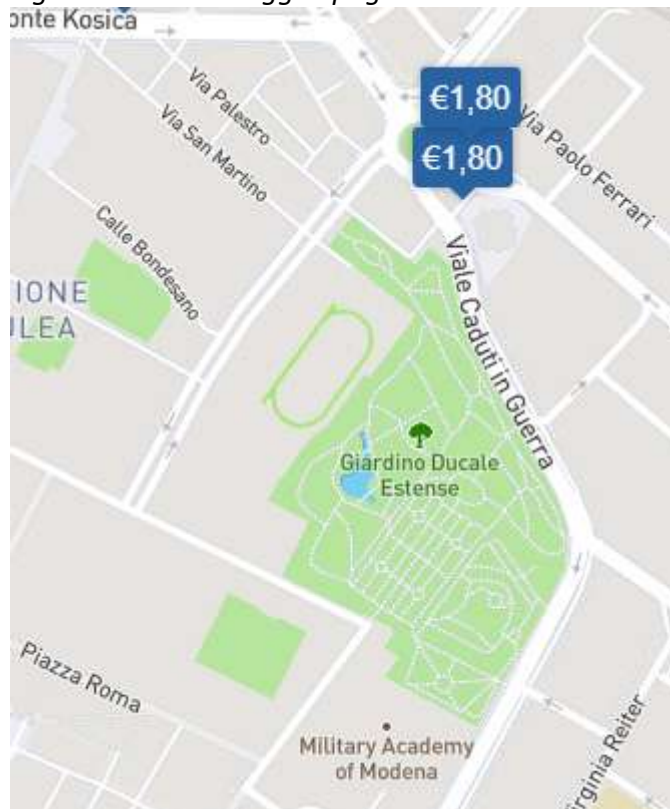 onte Kosica
Via Palestro
Via San Martino
€1,80
€1,80
Via Paolo Ferrari
Calle Bondesano
IONE
LEA
Viale Caduti in Guerra
Giardino Ducale
Estense
Piazza Roma
Military Academy
of Modena
rginia Reiter